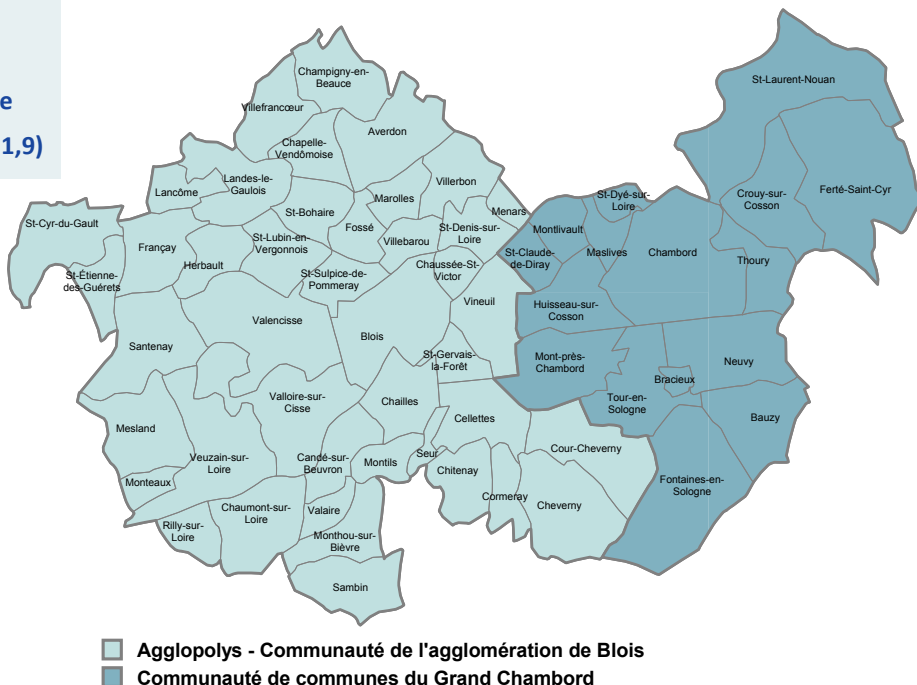 e
1,9)
St-Laurent-Nouan
Champigny-en-
Beauce
Villefrancœur
Averdon
Chapelle-
Vendômoise
Landes-le-
Gaulois
Lancôme
Villerbon
Marolles
St-Dyé-sur-
Loire
Crouy-sur-
Cosson
Ferté-Saint-Cyr
St-Cyr-du-Gault
St-Bohaire
Menars
Fossé
St-Denis-sur-
Loire
Montlivault
Françay
St-Lubin-en-
Vergonnois
Villebarou
St-Claude-
de-Diray
Maslives
Chambord
Thoury
Herbault
Chaussée-St-
Victor
St-Étienne-
des-Guérets
St-Sulpice-de-
Pommeray
Vineuil
Huisseau-sur-
Cosson
Valencisse
Blois
Santenay
St-Gervais-
la-Forêt
Mont-près-
Chambord
Neuvy
Bracieux
Valloire-sur-
Cisse
Chailles
Tour-en-
Sologne
Cellettes
Bauzy
Mesland
Cour-Cheverny
Veuzain-sur-
Loire
Candé-sur-
Beuvron
Montils
Seur
Chitenay
Monteaux
Fontaines-en-
Sologne
Cormeray
Cheverny
Chaumont-sur-
Loire
Valaire
Rilly-sur-
Loire
Monthou-sur-
Bièvre
Sambin
Agglopolys - Communauté de l'agglomération de Blois
Communauté de communes du Grand Chambord